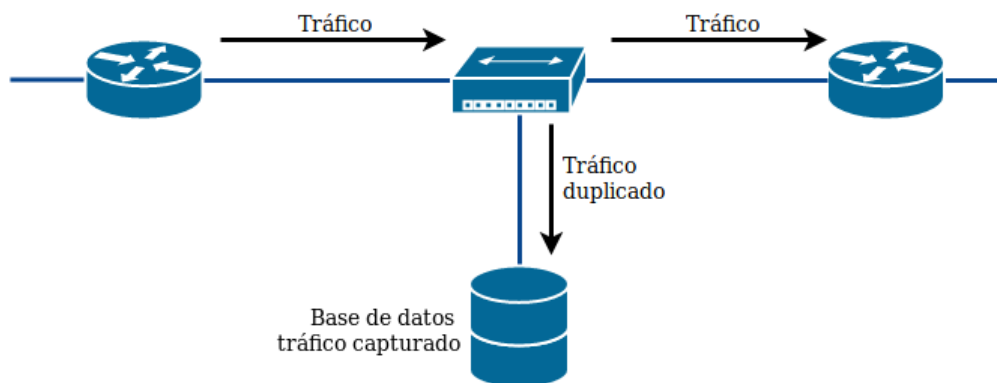 Tráfico
Tráfico
Tráfico
duplicado
Base de datos
tráfico capturado